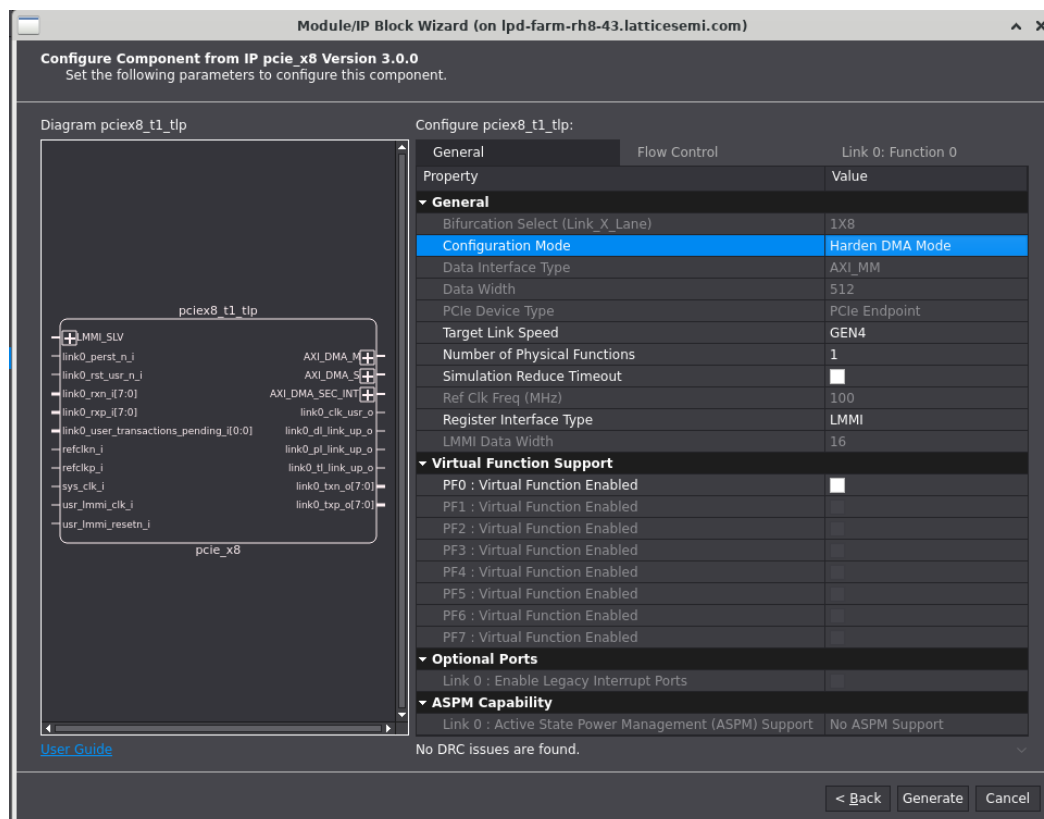 Module/IP Block Wizard (on lpd-farm-rh8-43.latticesemi.com)
Configure Component from IP pcie_x8 Version 3.0.0
Set the following parameters to configure this component.
Diagram pciex8_t1_tlp
pciex8_t1_tlp
LMMI_SLV
link0_perst_n_i
AXI_DMA_M
link0_rst_usr_n_i
AXI_DMA_S
link0_rxn_i[7:0]
AXI_DMA_SEC_INT
link0_rxp_i[7:0]
link0_clk_usr_o
link0_user_transactions_pending_i[0:0]
link0_dl_link_up_o
refclkn_i
link0_pl_link_up_o
refclkp_i
link0_tl_link_up_o
sys_clk_i
link0_txn_o[7:0]
usr_lmmi_clk_i
link0_txp_o[7:0]
usr_lmmi_resetn_i
pcie_x8
User Guide
Configure pciex8_t1_tlp:
General Flow Control Link 0: Function 0
Property Value
General
Bifurcation Select (Link_X_Lane) 1X8
Configuration Mode Harden DMA Mode
Data Interface Type AXI_MM
Data Width 512
PCIe Device Type PCIe Endpoint
Target Link Speed GEN4
Number of Physical Functions 1
Simulation Reduce Timeout
Ref Clk Freq (MHz) 100
Register Interface Type LMMI
LMMI Data Width 16
Virtual Function Support
PF0 : Virtual Function Enabled
PF1 : Virtual Function Enabled
PF2 : Virtual Function Enabled
PF3 : Virtual Function Enabled
PF4 : Virtual Function Enabled
PF5 : Virtual Function Enabled
PF6 : Virtual Function Enabled
PF7 : Virtual Function Enabled
Optional Ports
Link 0 : Enable Legacy Interrupt Ports
ASPM Capability
Link 0 : Active State Power Management (ASPM) Support No ASPM Support
No DRC issues are found.
< Back Generate Cancel